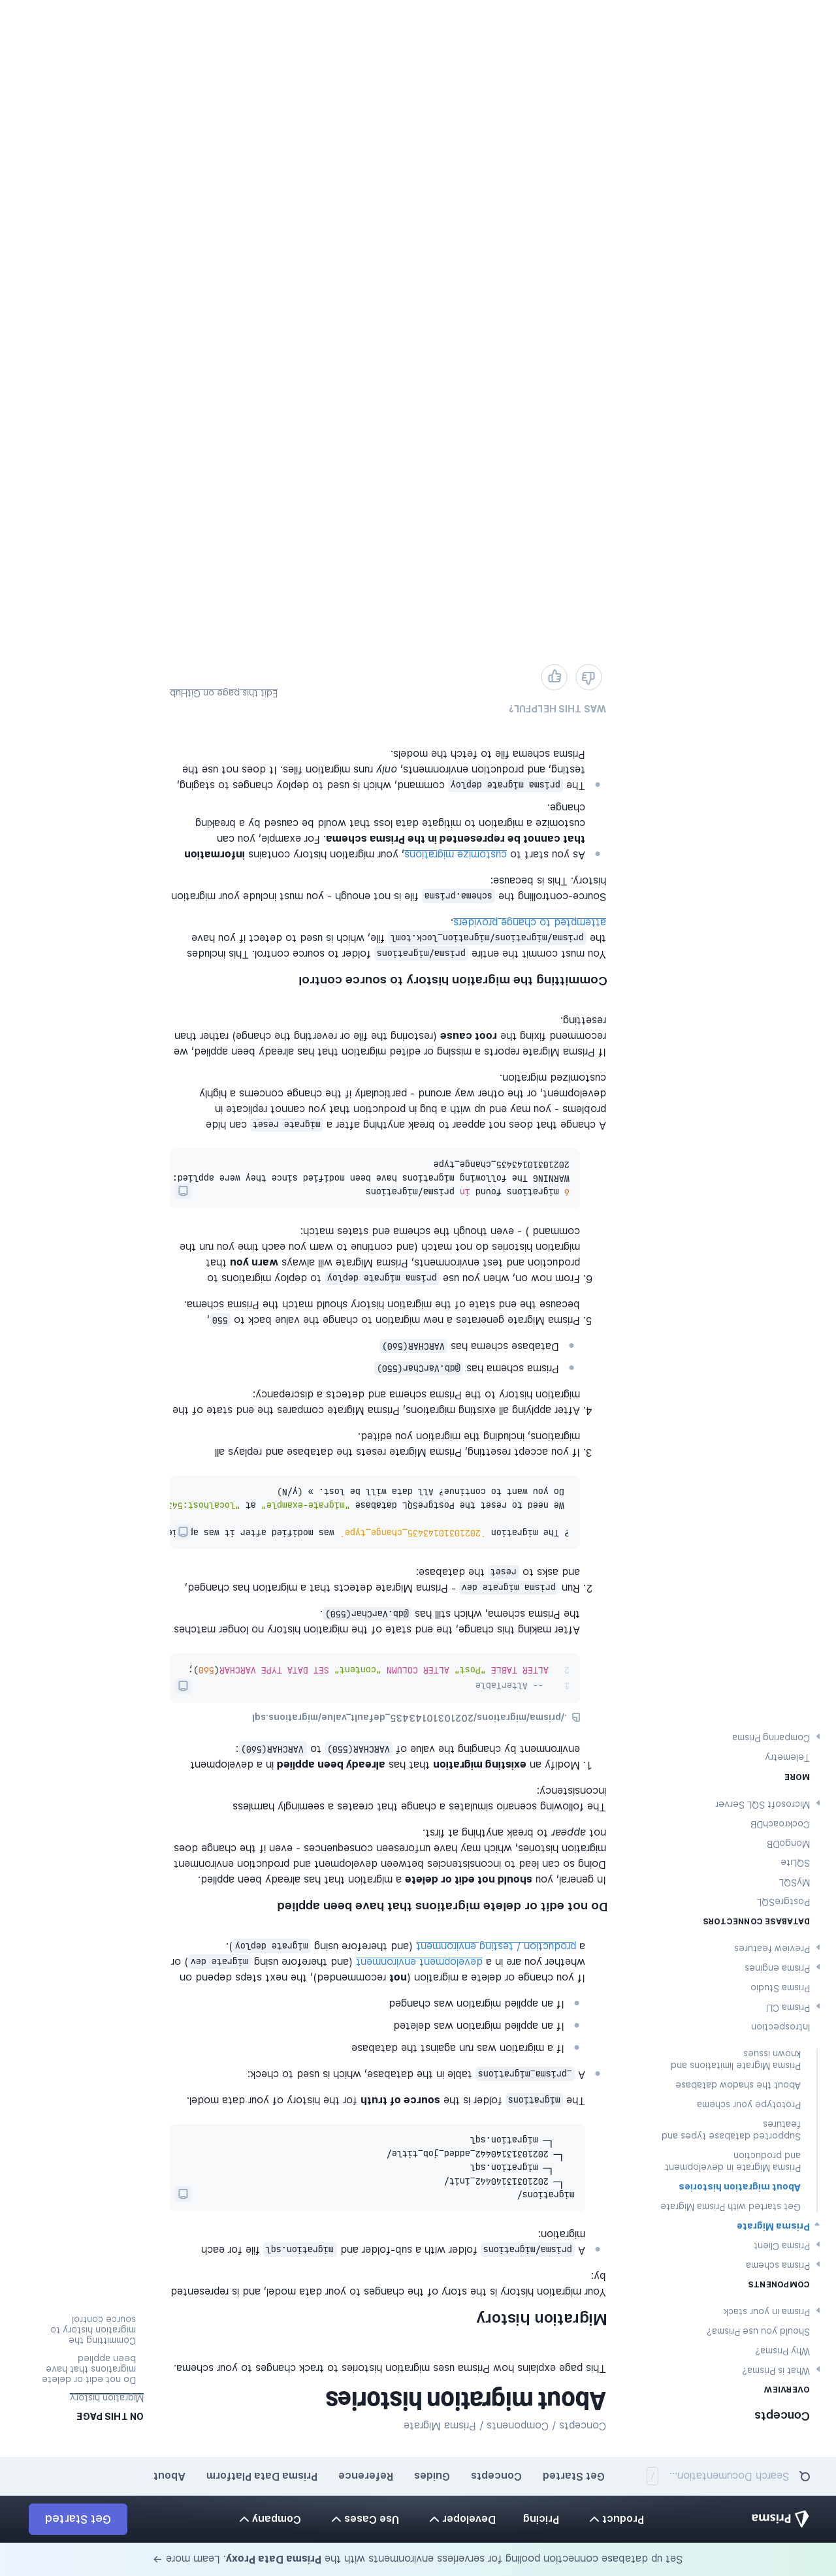 Set up database connection pooling for serverless environments with the Prisma Data Proxy. Learn more →
Prisma
Product
Pricing
Developer
Use Cases
Company
Get Started
Search Documentation...
/
Get Started
Concepts
Guides
Reference
Prisma Data Platform
About
Concepts
OVERVIEW
What is Prisma?
Why Prisma?
Should you use Prisma?
Prisma in your stack
COMPONENTS
Prisma schema
Prisma Client
Prisma Migrate
Get started with Prisma Migrate
About migration histories
Prisma Migrate in development
and production
Supported database types and
features
Prototype your schema
About the shadow database
Prisma Migrate limitations and
known issues
Introspection
Prisma CLI
Prisma Studio
Prisma engines
Preview features
DATABASE CONNECTORS
PostgreSQL
MySQL
SQLite
MongoDB
CockroachDB
Microsoft SQL Server
MORE
Telemetry
Comparing Prisma
Concepts / Components / Prisma Migrate
About migration histories
This page explains how Prisma uses migration histories to track changes to your schema.
Migration history
Your migration history is the story of the changes to your data model, and is represented
by:
A prisma/migrations folder with a sub-folder and migration.sql file for each
migration:
migrations/
└─ 20210313140442_init/
└─ migration.sql
└─ 20210313140442_added_job_title/
└─ migration.sql
The migrations folder is the source of truth for the history of your data model.
A _prisma_migrations table in the database, which is used to check:
If a migration was run against the database
If an applied migration was deleted
If an applied migration was changed
If you change or delete a migration (not recommended), the next steps depend on
whether you are in a development environment (and therefore using migrate dev) or
a production / testing environment (and therefore using migrate deploy).
Do not edit or delete migrations that have been applied
In general, you should not edit or delete a migration that has already been applied.
Doing so can lead to inconsistencies between development and production environment
migration histories, which may have unforeseen consequences - even if the change does
not appear to break anything at first.
The following scenario simulates a change that creates a seemingly harmless
inconsistency:
1. Modify an existing migration that has already been applied in a development
environment by changing the value of VARCHAR(550) to VARCHAR(560):
./prisma/migrations/20210310143435_default_value/migrations.sql
1 -- AlterTable
2 ALTER TABLE "Post" ALTER COLUMN "content" SET DATA TYPE VARCHAR(560);
After making this change, the end state of the migration history no longer matches
the Prisma schema, which still has @db.VarChar(550).
2. Run prisma migrate dev - Prisma Migrate detects that a migration has changed,
and asks to reset the database:
? The migration `20210310143435_change_type` was modified after it was
We need to reset the PostgreSQL database "migrate-example" at "localhost:54
Do you want to continue? All data will be lost. » (y/N)
3. If you accept resetting, Prisma Migrate resets the database and replays all
migrations, including the migration you edited.
4. After applying all existing migrations, Prisma Migrate compares the end state of the
migration history to the Prisma schema and detects a discrepancy:
Prisma schema has @db.VarChar(550)
Database schema has VARCHAR(560)
5. Prisma Migrate generates a new migration to change the value back to 550,
because the end state of the migration history should match the Prisma schema.
6. From now on, when you use prisma migrate deploy to deploy migrations to
production and test environments, Prisma Migrate will always warn you that
migration histories do not match (and continue to warn you each time you run the
command ) - even though the schema end states match:
6 migrations found in prisma/migrations
WARNING The following migrations have been modified since they were applied:
20210310143435_change_type
A change that does not appear to break anything after a migrate reset can hide
problems - you may end up with a bug in production that you cannot replicate in
development, or the other way around - particularly if the change concerns a highly
customized migration.
If Prisma Migrate reports a missing or edited migration that has already been applied, we
recommend fixing the root cause (restoring the file or reverting the change) rather than
resetting.
Committing the migration history to source control
You must commit the entire prisma/migrations folder to source control. This includes
the prisma/migrations/migration_lock.toml file, which is used to detect if you have
attempted to change providers.
Source-controlling the schema.prisma file is not enough - you must include your migration
history. This is because:
As you start to customize migrations, your migration history contains information
that cannot be represented in the Prisma schema. For example, you can
customize a migration to mitigate data loss that would be caused by a breaking
change.
The prisma migrate deploy command, which is used to deploy changes to staging,
testing, and production environments, only runs migration files. It does not use the
Prisma schema file to fetch the models.
WAS THIS HELPFUL?
Edit this page on GitHub
ON THIS PAGE
Migration history
Do not edit or delete
migrations that have
been applied
Committing the
migration history to
source control